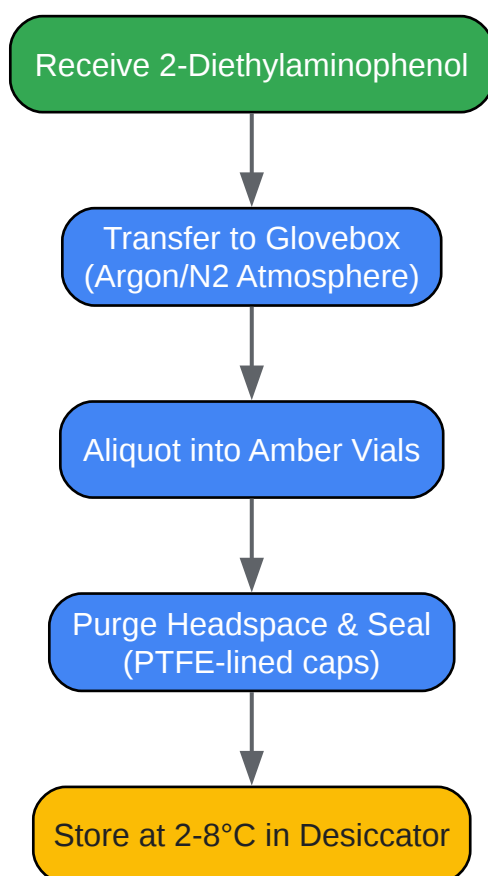 Receive 2-Diethylaminophenol
Transfer to Glovebox
(Argon/N2 Atmosphere)
Aliquot into Amber Vials
Purge Headspace & Seal
(PTFE-lined caps)
Store at 2-8°C in Desiccator